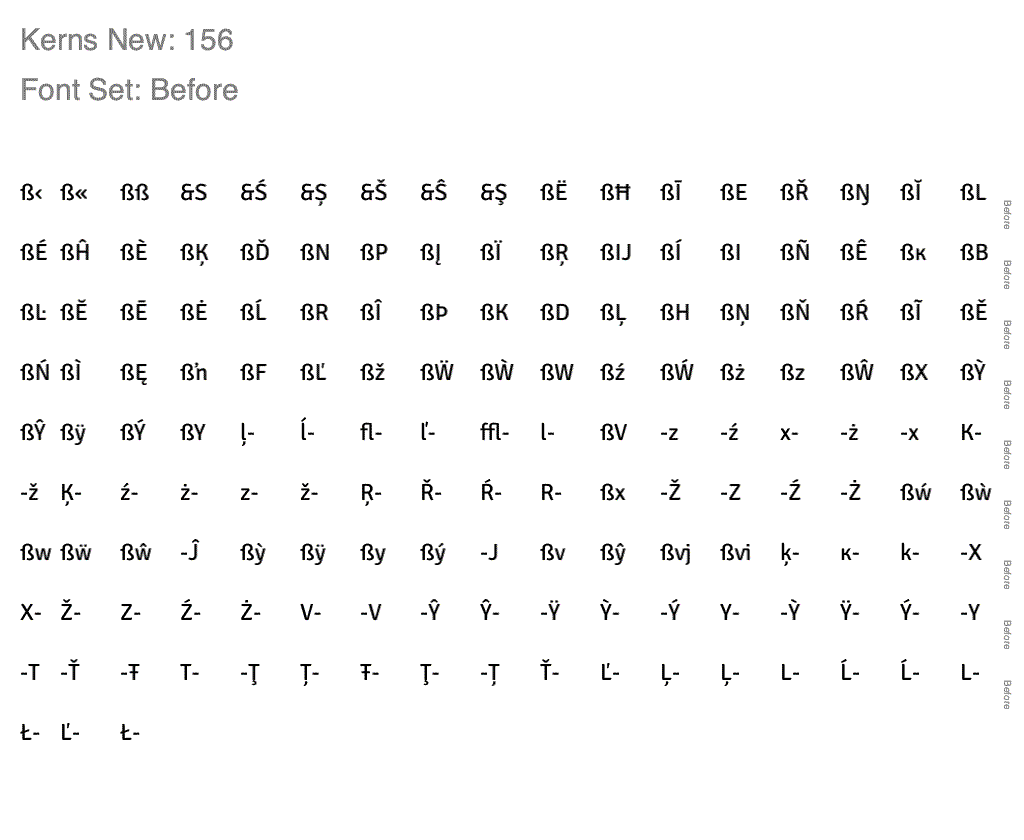 Kerns New: 156
Font Set: Before
ß‹ ßß« ßß &S &Ś &Ș &Š &Ŝ &Ş ßË ßĦ ßĪ ßE ßŘ ßŊ ßĬ ßL Before
ßÉ ßĤ ßÈ ßĶ ßĎ ßN ßP ßĮ ßÏ ßŖ ßĲ ßÍ ßI ßÑ ßÊ ßĸ ßB Before
ßĿ ßĔ ßĒ ßĖ ßĹ ßR ßÎ ßÞ ßK ßD ßĻ ßH ßŅ ßŇ ßŔ ßĨ ßĚ Before
ßŃ ßÌ ßĘ ßŉ ßF ßĽ ßž ßẄ ßẀ ßW ßź ßẂ ßż ßz ßŴ ßX ßỲ Before
ßŶ ßÿ ßÝ ßY ļ- ĺ- ﬂ- ľ- ﬄ- l- ßV -z -ź x- -ż -x K- Before
-ž Ķ- ź- ż- z- ž- Ŗ- Ř- Ŕ- R- ßx -Ž -Z -Ź -Ż ßẃ ßẁ Before
ßw ßẅ ßŵ -Ĵ ßỳ ßÿ ßy ßý -J ßv ßŷ ßvj ßvi ķ- ĸ- k- -X Before
X- Ž- Z- Ź- Ż- V- -V -Ŷ Ŷ- -Ÿ Ỳ- -Ý Y- -Ỳ Ÿ- Ý- -Y Before
-T -Ť -Ŧ T- -Ţ Ț- Ŧ- Ţ- -Ț Ť- Ľ- Ļ- Ļ- L- Ĺ- Ĺ- L- Before
Ł- Ľ- Ł-